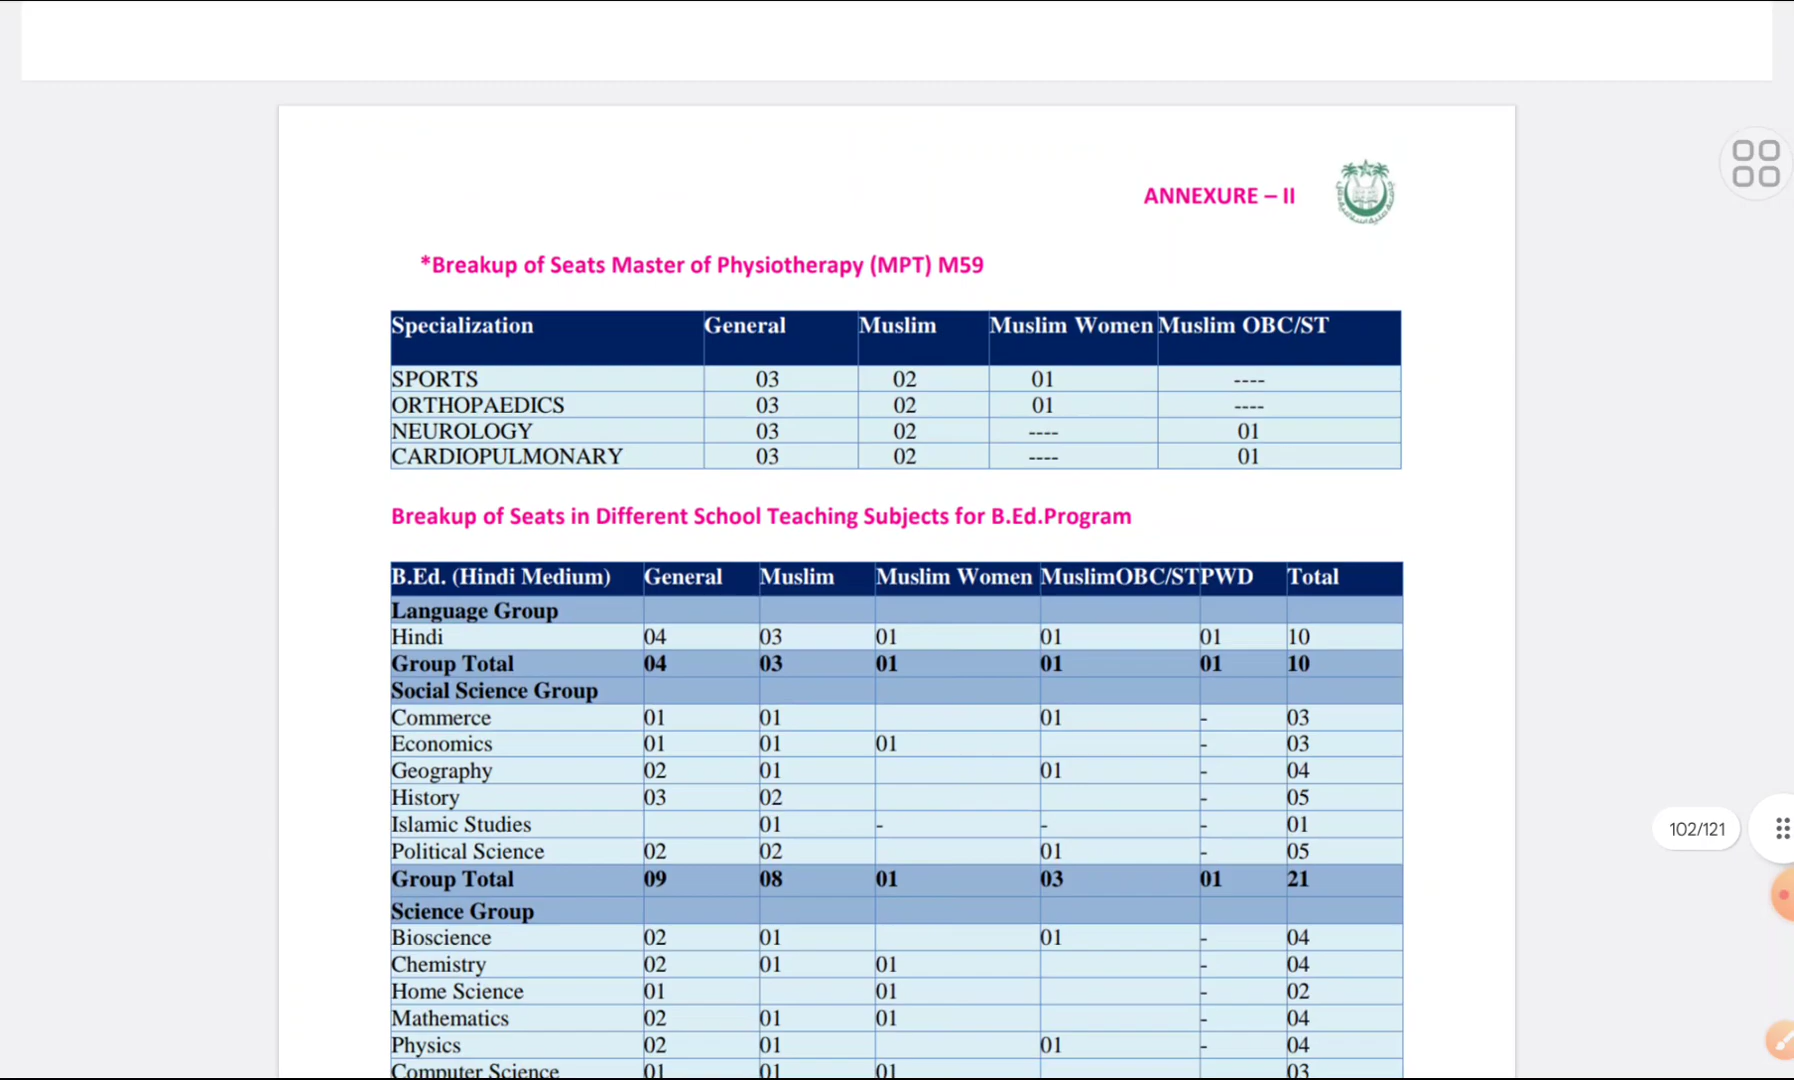 ANNEXURE – II
*Breakup of Seats Master of Physiotherapy (MPT) M59
Specialization General Muslim Muslim Women Muslim OBC/ST
SPORTS 03 02 01 ----
ORTHOPAEDICS 03 02 01 ----
NEUROLOGY 03 02 ---- 01
CARDIOPULMONARY 03 02 ---- 01
Breakup of Seats in Different School Teaching Subjects for B.Ed.Program
B.Ed. (Hindi Medium) General Muslim Muslim Women MuslimOBC/ST PWD Total
Language Group
Hindi 04 03 01 01 01 10
Group Total 04 03 01 01 01 10
Social Science Group
Commerce 01 01 01 - 03
Economics 01 01 01 - 03
Geography 02 01 01 - 04
History 03 02 - 05
Islamic Studies 01 - - - 01
Political Science 02 02 01 - 05
Group Total 09 08 01 03 01 21
Science Group
Bioscience 02 01 01 - 04
Chemistry 02 01 01 - 04
Home Science 01 01 - 02
Mathematics 02 01 01 - 04
Physics 02 01 01 - 04
Computer Science 01 01 01 03
102/121